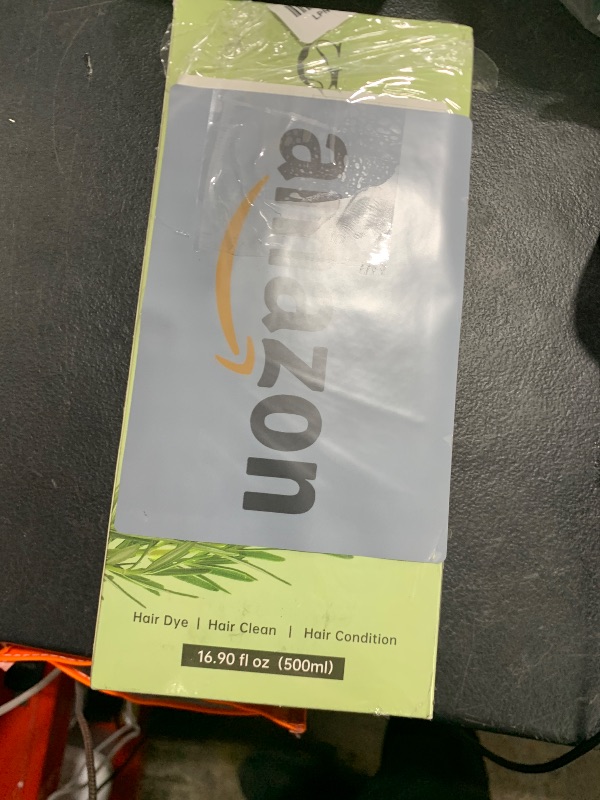 amazon
Hair Dye | Hair Clean | Hair Condition
16.90 fl oz (500ml)